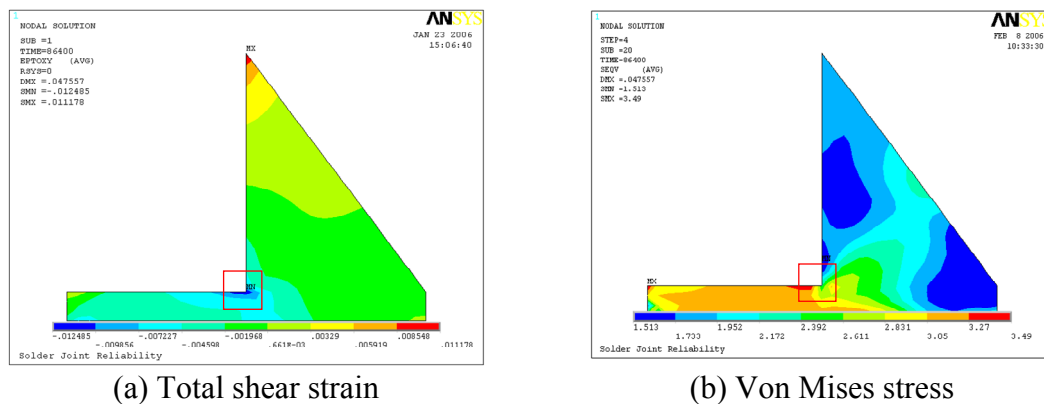 1
NODAL SOLUTION
SUB =1
TIME=86400
EPTOXY (AVG)
RSYS=0
DMX =.047557
SMN =-.012485
SMX =.011178
ANSYS
JAN 23 2006
15:06:40
MX
MN
-.012485 -.007227 -.001968 .00329 .008548
-.009856 -.004598 .661E-03 .005919 .011178
Solder Joint Reliability
(a) Total shear strain
1
NODAL SOLUTION
STEP=4
SUB =20
TIME=86400
SEQV (AVG)
DMX =.047557
SMN =1.513
SMX =3.49
ANSYS
FEB 8 2006
10:33:30
MX
1.513 1.952 2.392 2.831 3.27
1.733 2.172 2.611 3.05 3.49
Solder Joint Reliability
(b) Von Mises stress